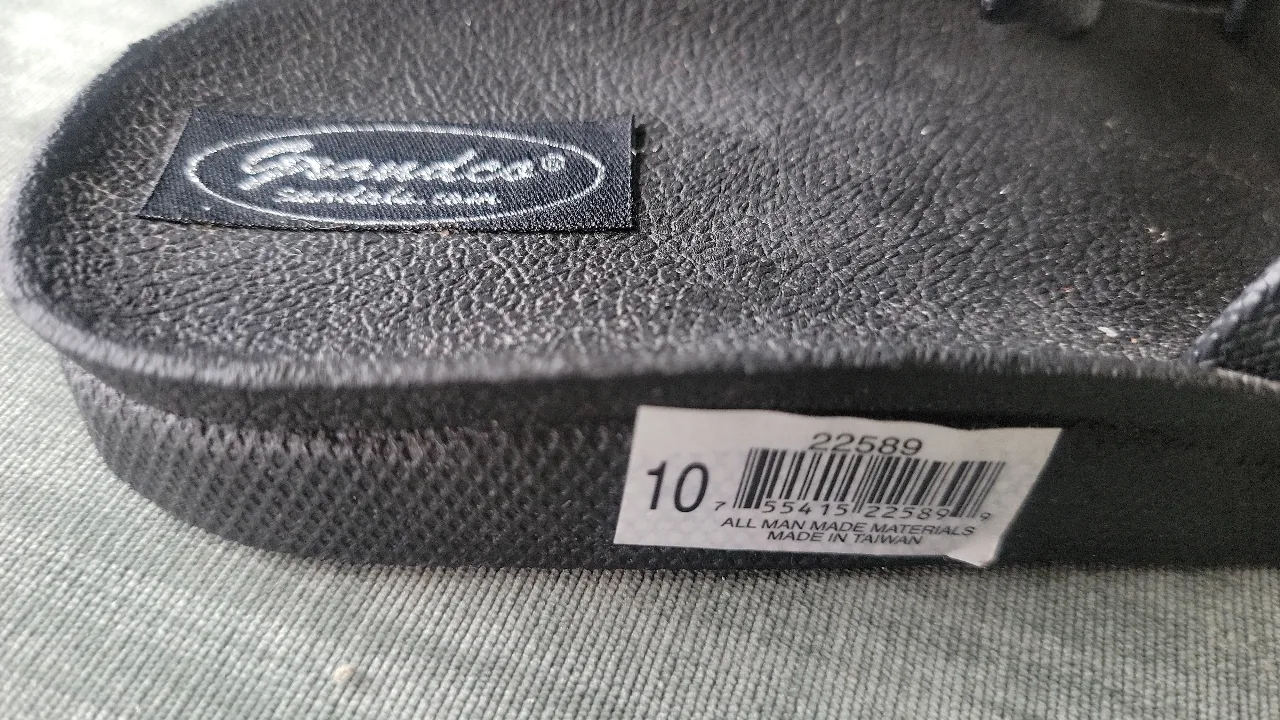 Grandco®
sandals.com
22589
10
7 55415 22589 9
ALL MAN MADE MATERIALS
MADE IN TAIWAN